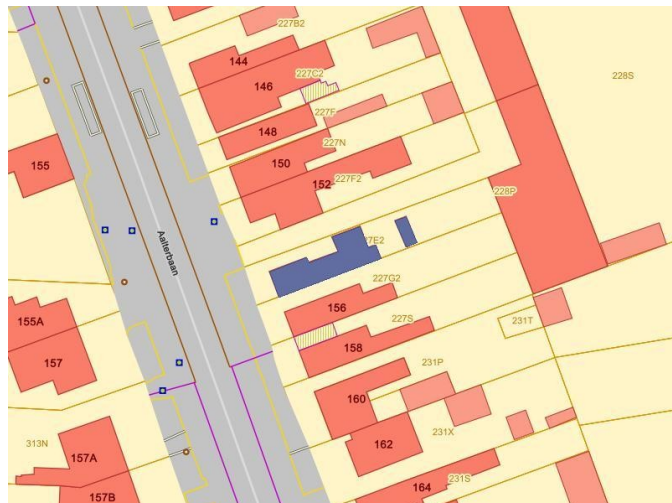 227B2
144
227C2
146
228S
227F
148
227N
155
150
227F2
152
228P
Aalterbaan
7E2
227G2
156
155A
227S
231T
157
158
231P
160
231X
162
313N
157A
231S
164
157B